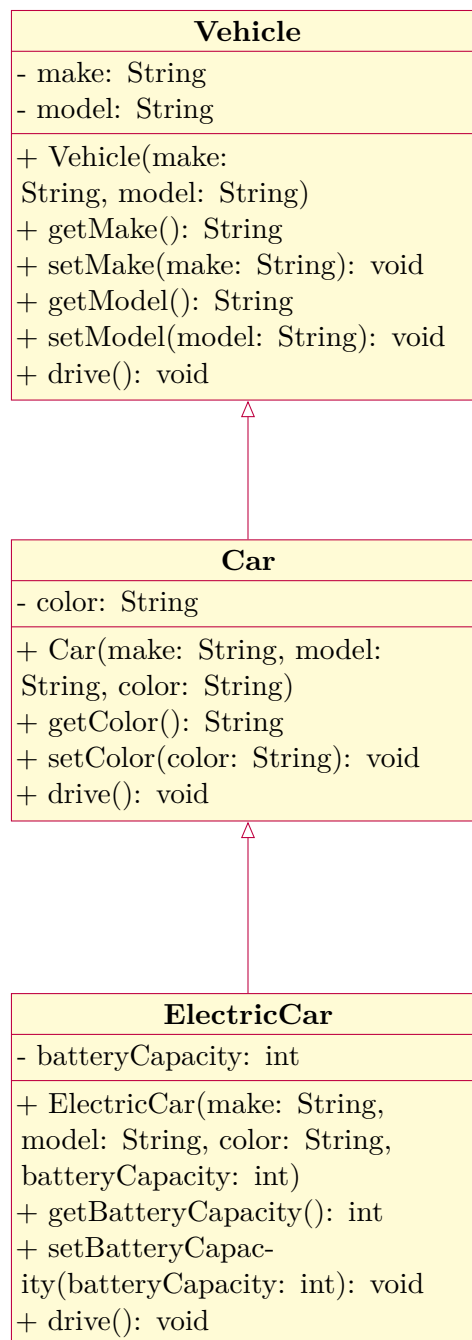 Vehicle
- make: String
- model: String
+ Vehicle(make:
String, model: String)
+ getMake(): String
+ setMake(make: String): void
+ getModel(): String
+ setModel(model: String): void
+ drive(): void
Car
- color: String
+ Car(make: String, model:
String, color: String)
+ getColor(): String
+ setColor(color: String): void
+ drive(): void
ElectricCar
- batteryCapacity: int
+ ElectricCar(make: String,
model: String, color: String,
batteryCapacity: int)
+ getBatteryCapacity(): int
+ setBatteryCapac-
ity(batteryCapacity: int): void
+ drive(): void